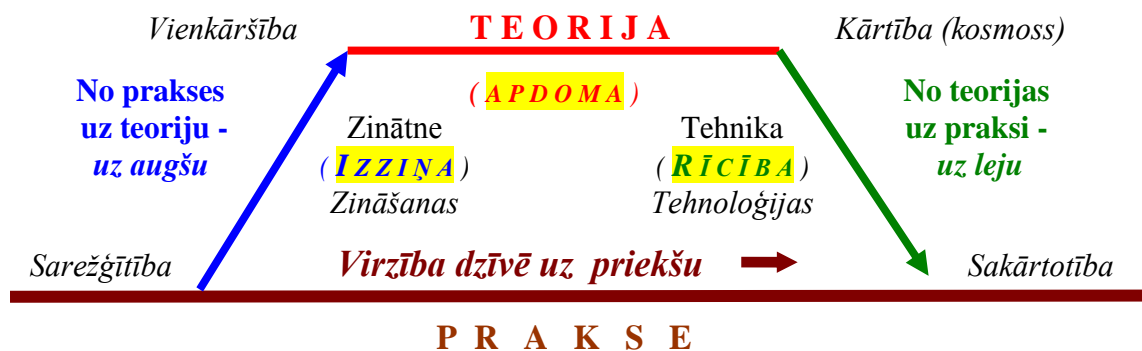 Vienkāršība
T E O R I J A
Kārtība (kosmoss)
No prakses
uz teoriju -
uz augšu
( A P D O M A )
Zinātne
( I Z Z I Ņ A )
Zināšanas
Tehnika
( R Ī C Ī B A )
Tehnoloģijas
No teorijas
uz praksi -
uz leju
Sarežģītība
Virzība dzīvē uz priekšu
Sakārtotība
P R A K S E